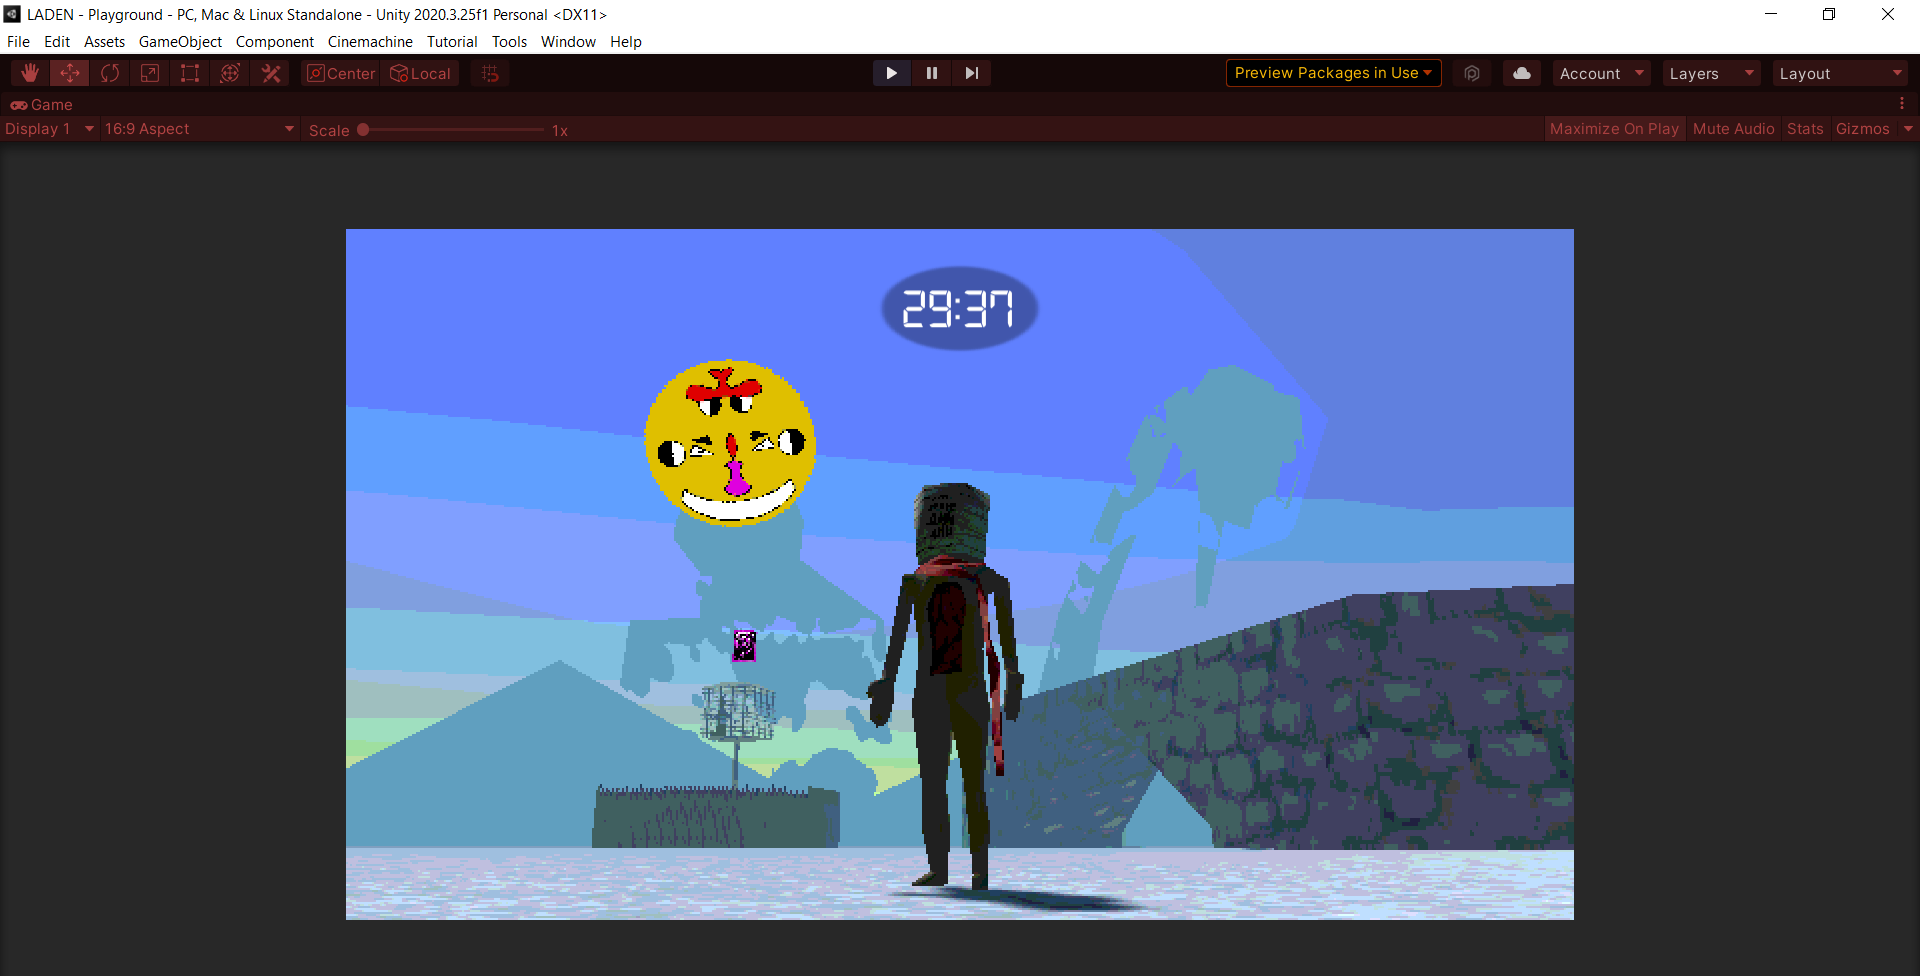 LADEN - Playground - PC, Mac & Linux Standalone - Unity 2020.3.25f1 Personal <DX11>
File Edit Assets GameObject Component Cinemachine Tutorial Tools Window Help
Center Local Preview Packages in Use Account Layers Layout
Game
Display 1 16:9 Aspect Scale 1x Maximize On Play Mute Audio Stats Gizmos
29:37